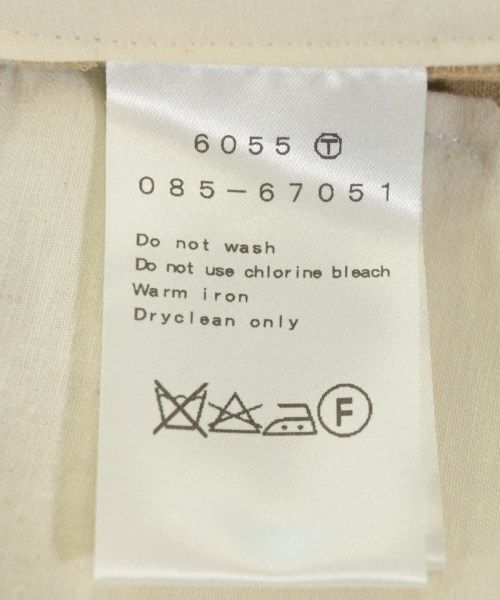 6055 Ⓣ
085-67051
Do not wash
Do not use chlorine bleach
Warm iron
Dryclean only
F